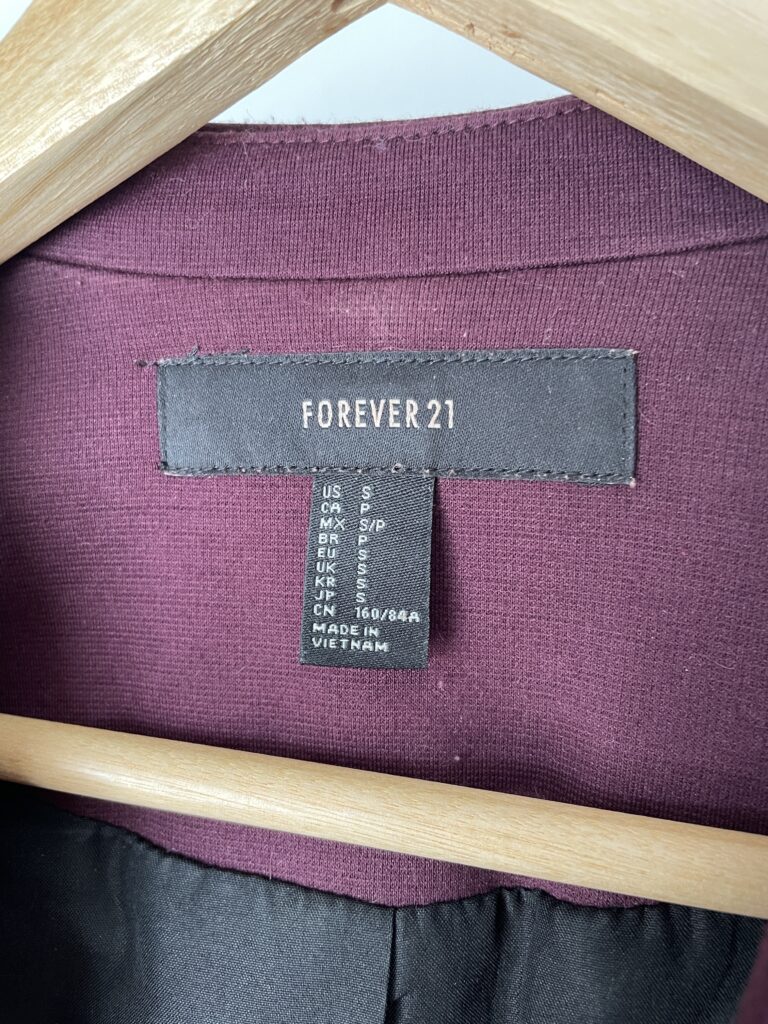 FOREVER 21
US S
CA P
MX S/P
BR P
EU S
UK S
KR S
JP S
CN 160/84A
MADE IN
VIETNAM